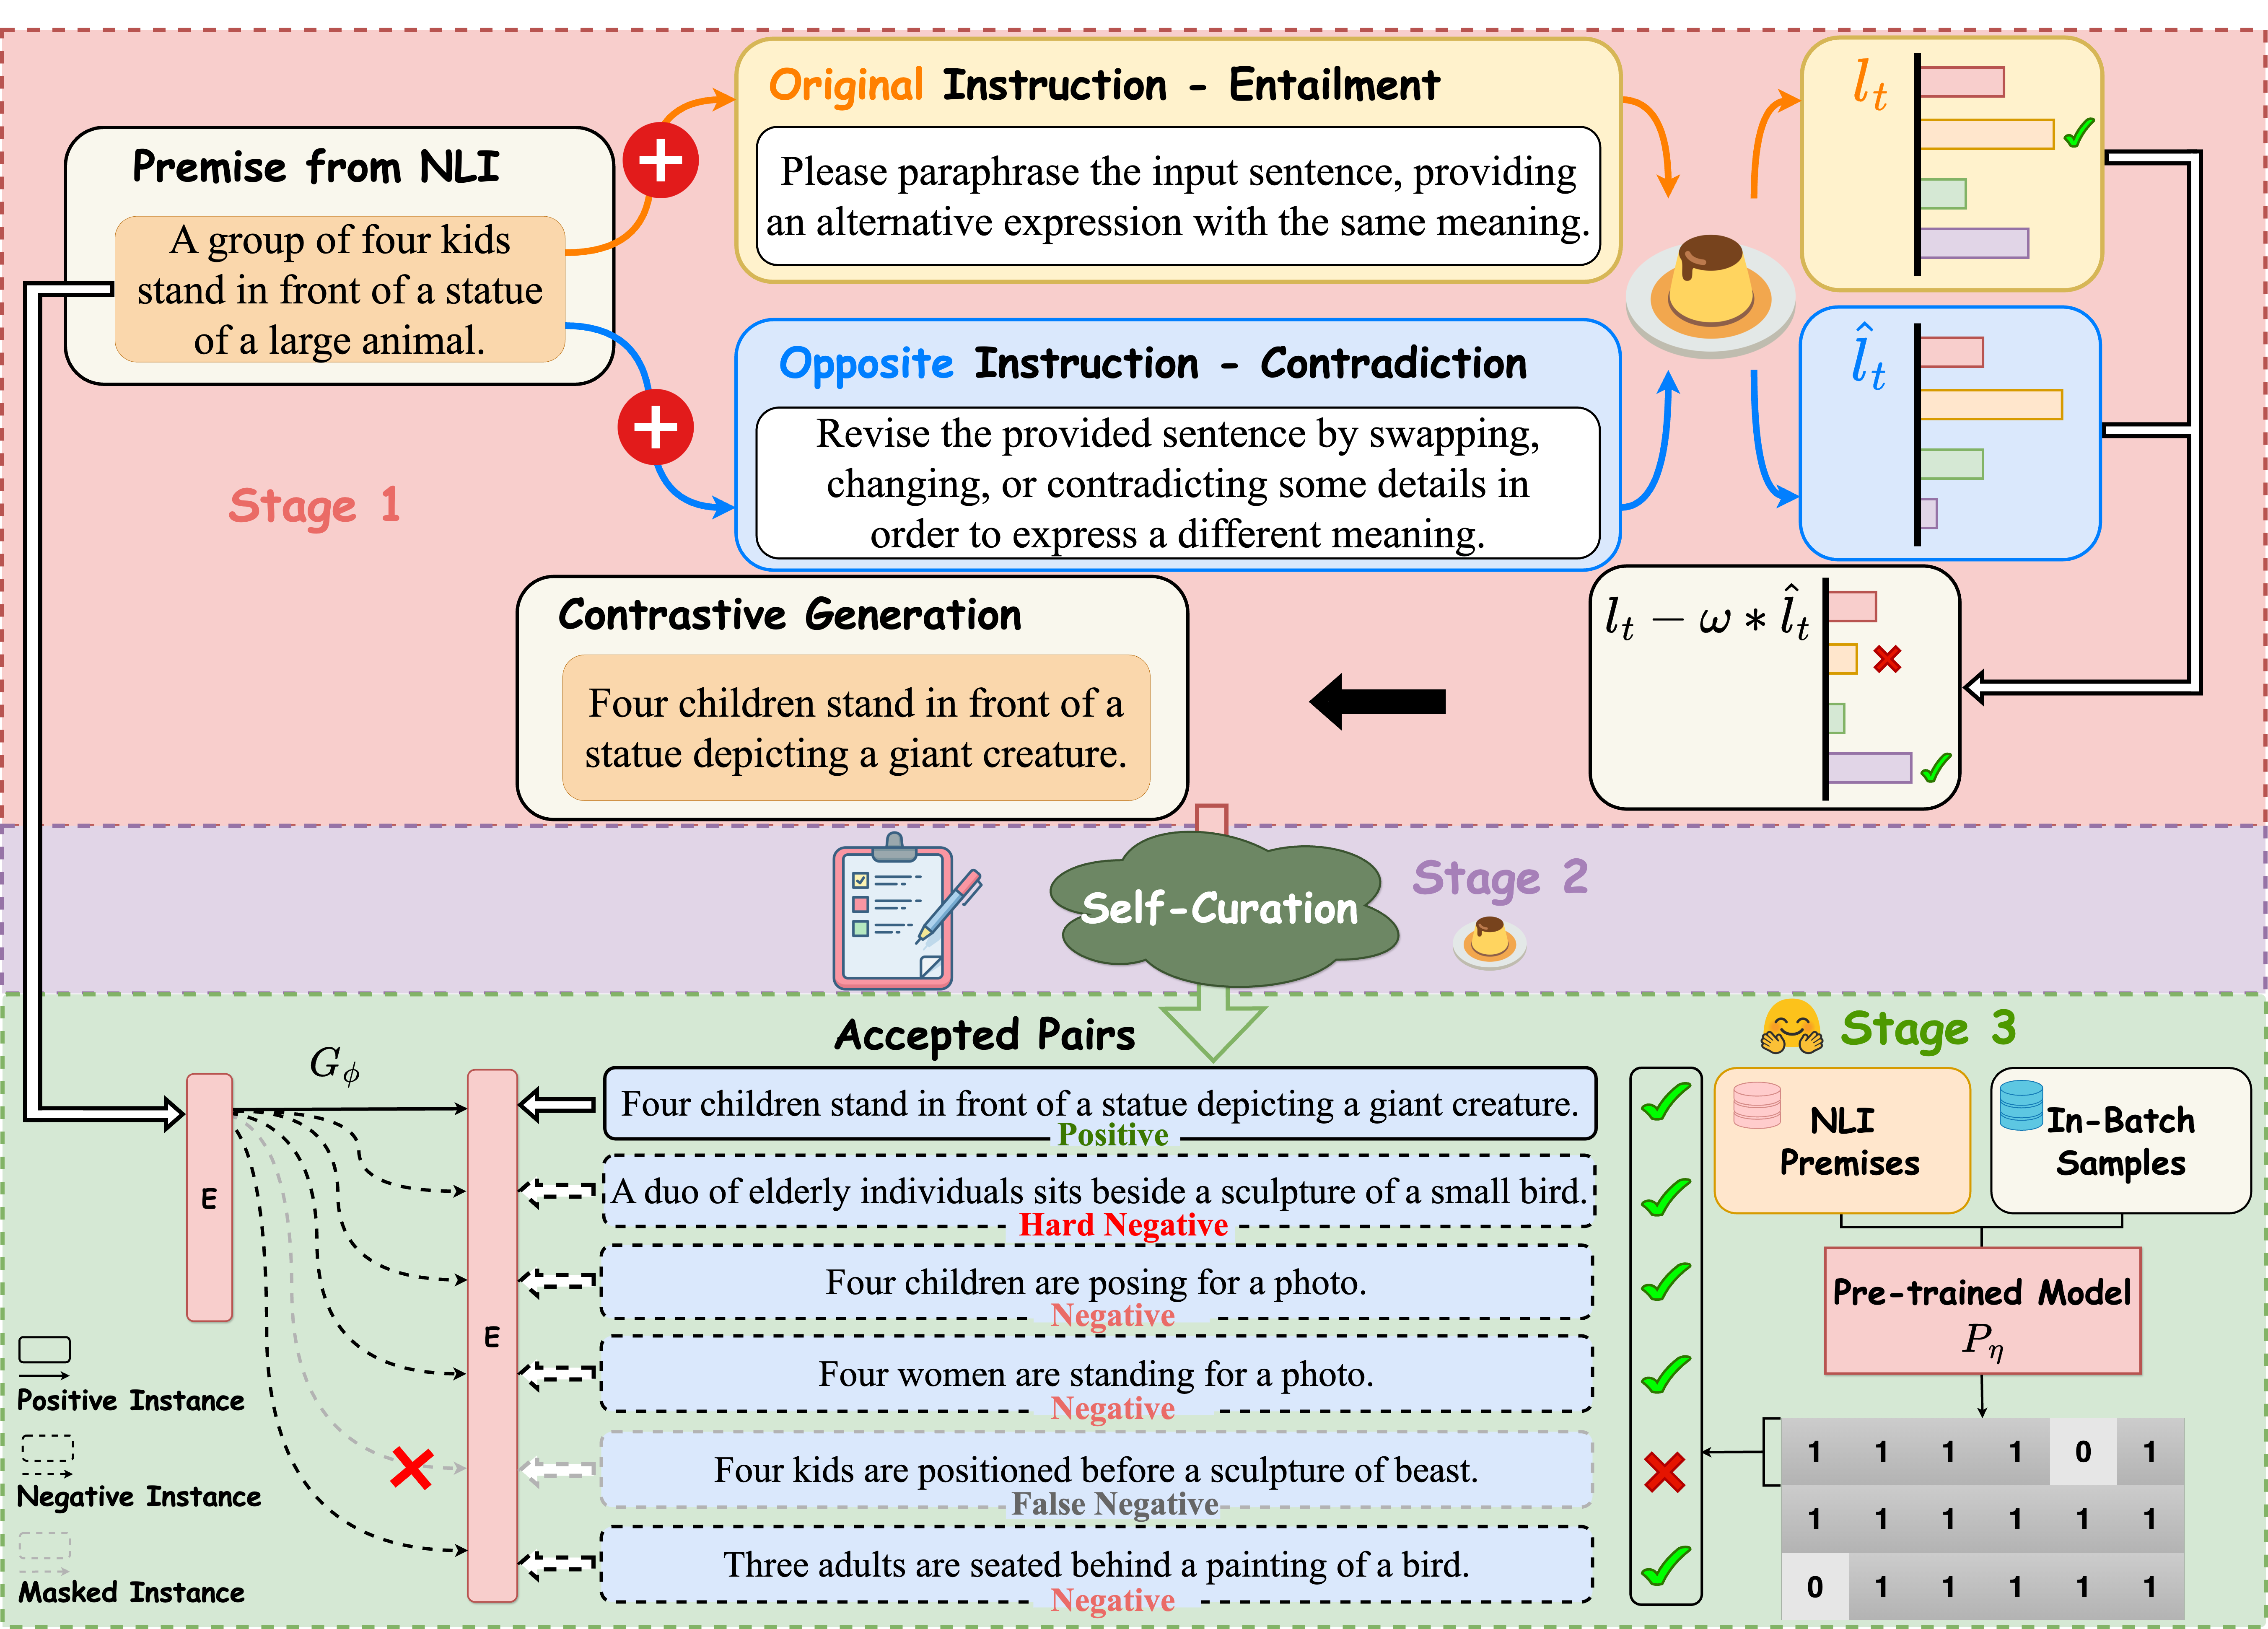 Original Instruction - Entailment
Please paraphrase the input sentence, providing
an alternative expression with the same meaning.
l_t
Premise from NLI
A group of four kids
stand in front of a statue
of a large animal.
Opposite Instruction - Contradiction
Revise the provided sentence by swapping,
changing, or contradicting some details in
order to express a different meaning.
\hat{l}_t
Stage 1
Contrastive Generation
Four children stand in front of a
statue depicting a giant creature.
l_t - ω * \hat{l}_t
Self-Curation
Stage 2
Accepted Pairs
Stage 3
G_ϕ
E
E
Four children stand in front of a statue depicting a giant creature.
Positive
A duo of elderly individuals sits beside a sculpture of a small bird.
Hard Negative
Four children are posing for a photo.
Negative
Four women are standing for a photo.
Negative
Four kids are positioned before a sculpture of beast.
False Negative
Three adults are seated behind a painting of a bird.
Negative
Positive Instance
Negative Instance
Masked Instance
NLI
Premises
In-Batch
Samples
Pre-trained Model
P_η
1 1 1 1 0 1
1 1 1 1 1 1
0 1 1 1 1 1